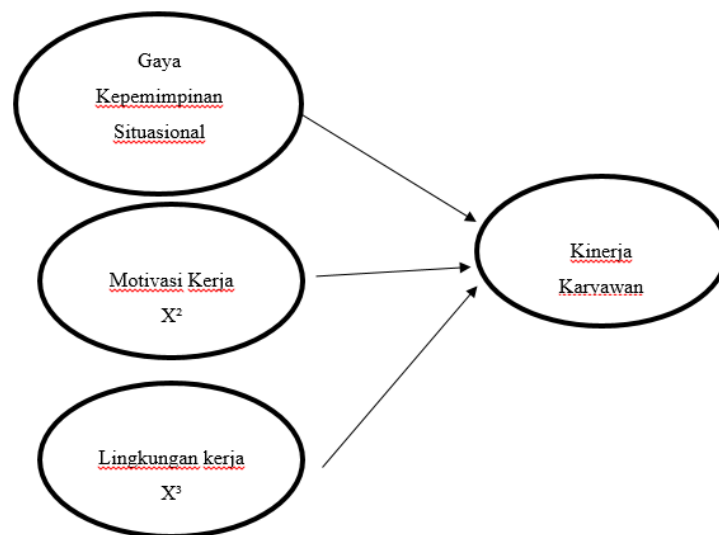 Gaya
Kepemimpinan
Situasional
Motivasi Kerja
X²
Lingkungan kerja
X³
Kinerja
Karyawan